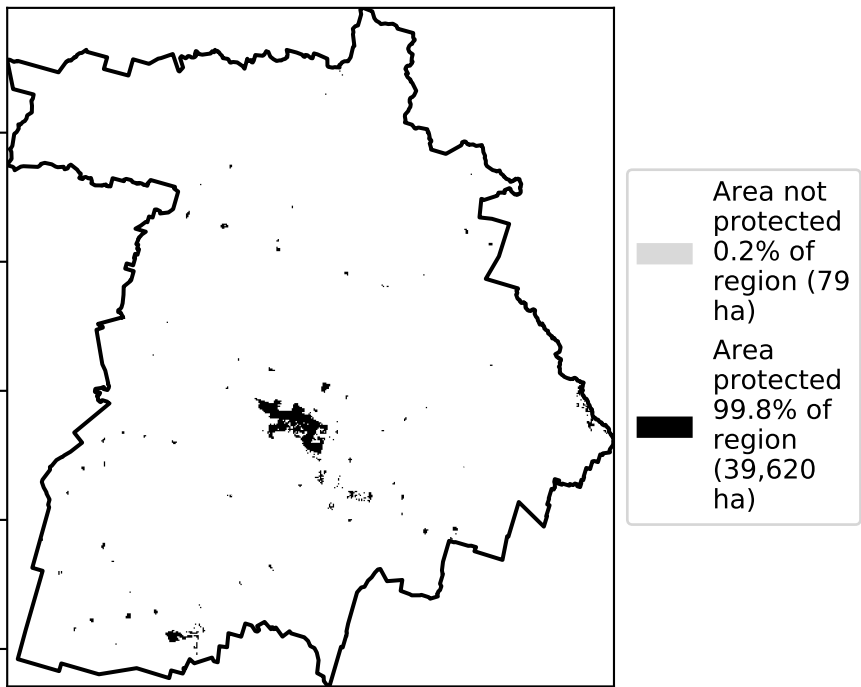 Area not
protected
0.2% of
region (79
ha)
Area
protected
99.8% of
region
(39,620
ha)